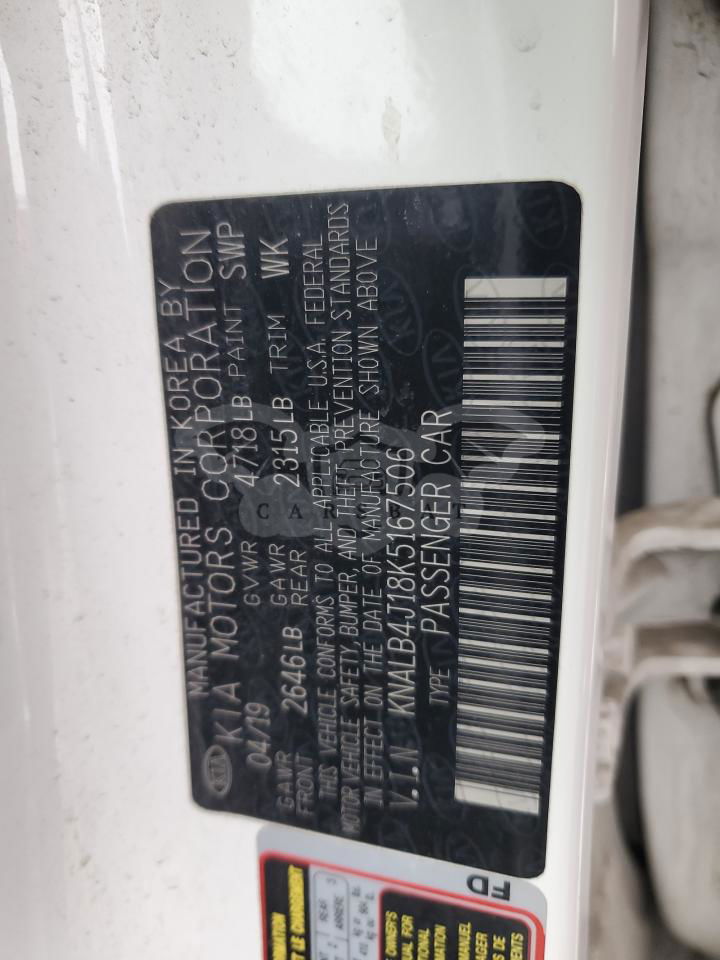 MANUFACTURED IN KOREA BY
KIA MOTORS CORPORATION
04/19 GVWR 4718LB PAINT SWP
GAWR FRONT 2646LB GAWR REAR 2315LB TRIM WK
THIS VEHICLE CONFORMS TO ALL APPLICABLE U.S.A. FEDERAL
MOTOR VEHICLE SAFETY, BUMPER, AND THEFT PREVENTION STANDARDS
IN EFFECT ON THE DATE OF MANUFACTURE SHOWN ABOVE
V.I.N KNALB4J18K5167506
TYPE PASSENGER CAR
KIA
FD